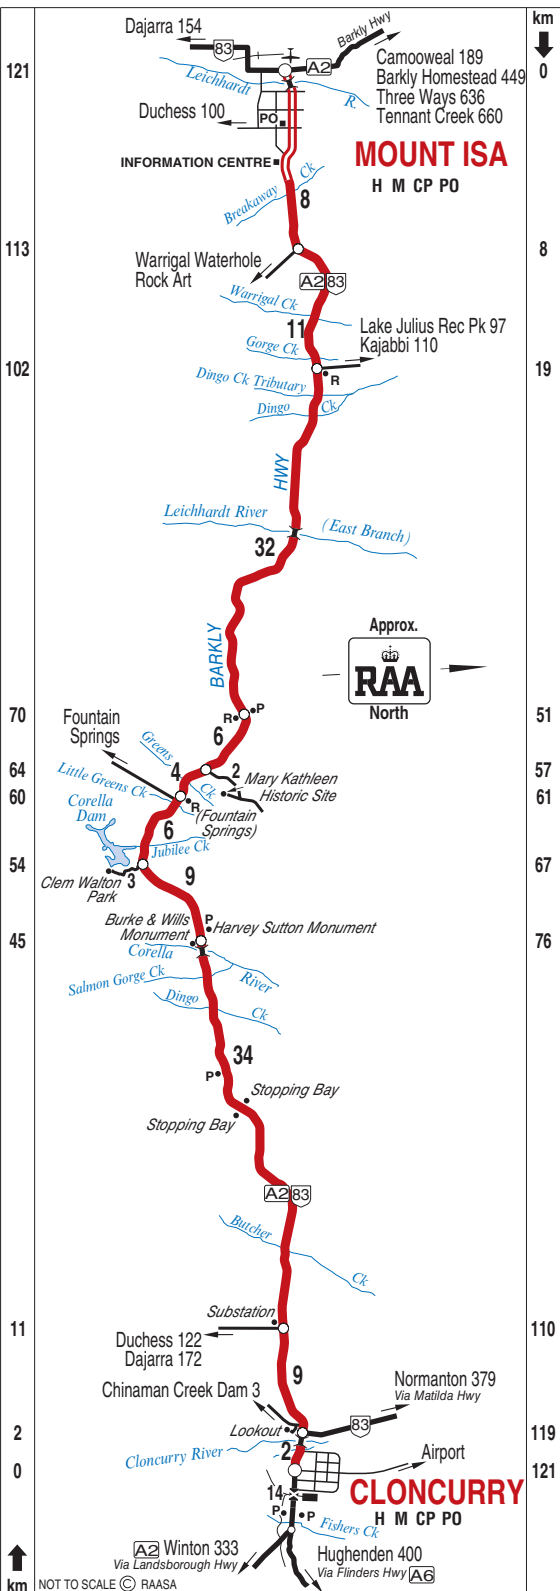 km
Dajarra 154
83
A2
Barkly Hwy
121
0
Leichhardt
R.
Camooweal 189
Barkly Homestead 449
Three Ways 636
Tennant Creek 660
Duchess 100
PO
MOUNT ISA
H M CP PO
INFORMATION CENTRE
Breakaway Ck
8
113
8
Warrigal Waterhole
Rock Art
A2 83
Warrigal Ck
11
Lake Julius Rec Pk 97
Kajabbi 110
Gorge Ck
102
19
R
Dingo Ck Tributary
Dingo Ck
HWY
Leichhardt River
(East Branch)
32
Approx.
RAA
North
BARKLY
70
51
R P
Fountain
Springs
6
Greens
Ck
64
57
4
2
Mary Kathleen
Historic Site
Little Greens Ck
60
61
R
(Fountain
Springs)
Corella
Dam
6
Jubilee Ck
54
67
3
Clem Walton
Park
9
Burke & Wills
Monument
P
Harvey Sutton Monument
45
76
Corella
River
Salmon Gorge Ck
Dingo
Ck
34
P
Stopping Bay
Stopping Bay
A2 83
Butcher
Ck
Substation
11
110
Duchess 122
Dajarra 172
9
Normanton 379
Via Matilda Hwy
Chinaman Creek Dam 3
83
Lookout
2
119
Cloncurry River
2
Airport
0
121
14
CLONCURRY
H M CP PO
P P
Fishers Ck
A2 Winton 333
Via Landsborough Hwy
Hughenden 400
Via Flinders Hwy A6
km
NOT TO SCALE © RAASA